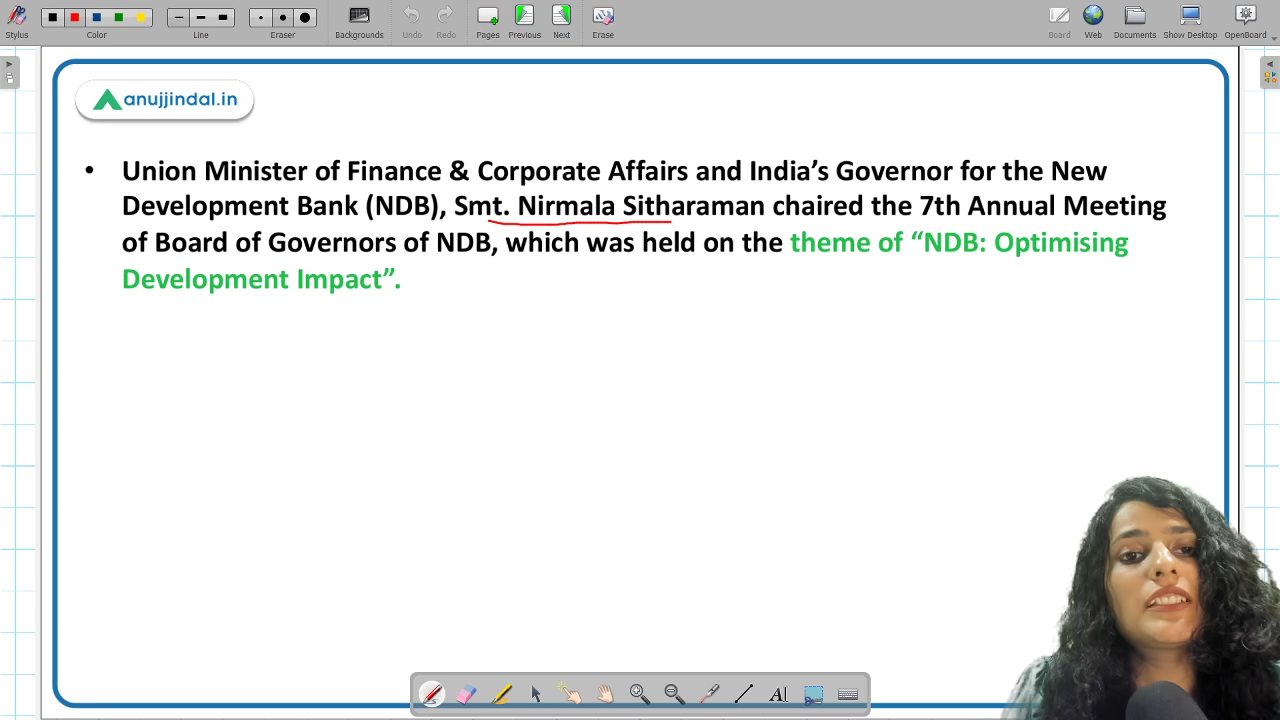 Stylus
Color
Line
Eraser
Backgrounds
Undo
Redo
Pages
Previous
Next
Erase
Board
Web
Documents
Show Desktop
OpenBoard
anujjindal.in
• Union Minister of Finance & Corporate Affairs and India’s Governor for the New
Development Bank (NDB), Smt. Nirmala Sitharaman chaired the 7th Annual Meeting
of Board of Governors of NDB, which was held on the theme of “NDB: Optimising
Development Impact”.